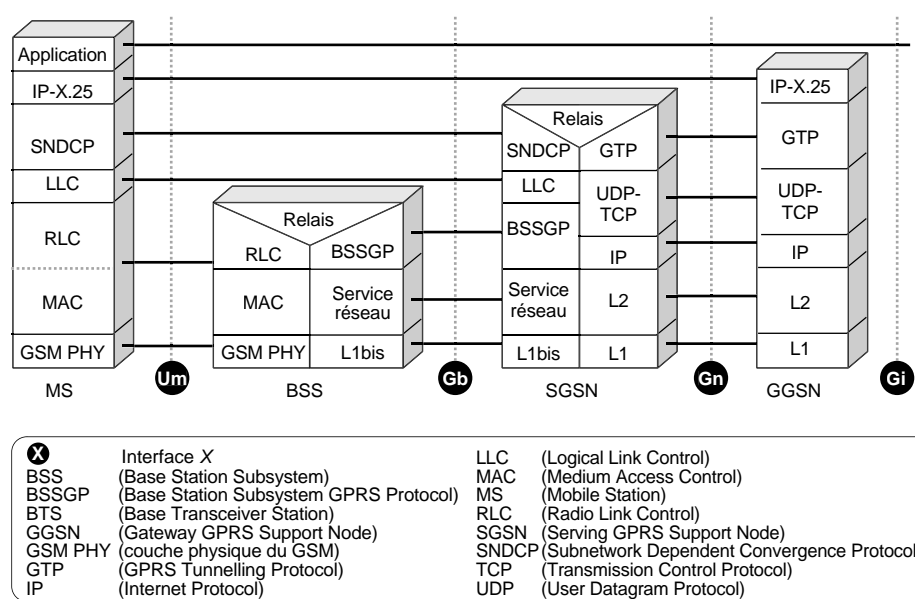 Application
IP-X.25
SNDCP
LLC
RLC
MAC
GSM PHY
MS
Um
Relais
RLC BSSGP
MAC Service réseau
GSM PHY L1bis
BSS
Gb
Relais
SNDCP GTP
LLC UDP-TCP
BSSGP IP
Service réseau L2
L1bis L1
SGSN
Gn
IP-X.25
GTP
UDP-TCP
IP
L2
L1
GGSN
Gi
X Interface X
BSS (Base Station Subsystem)
BSSGP (Base Station Subsystem GPRS Protocol)
BTS (Base Transceiver Station)
GGSN (Gateway GPRS Support Node)
GSM PHY (couche physique du GSM)
GTP (GPRS Tunnelling Protocol)
IP (Internet Protocol)
LLC (Logical Link Control)
MAC (Medium Access Control)
MS (Mobile Station)
RLC (Radio Link Control)
SGSN (Serving GPRS Support Node)
SNDCP (Subnetwork Dependent Convergence Protocol
TCP (Transmission Control Protocol)
UDP (User Datagram Protocol)